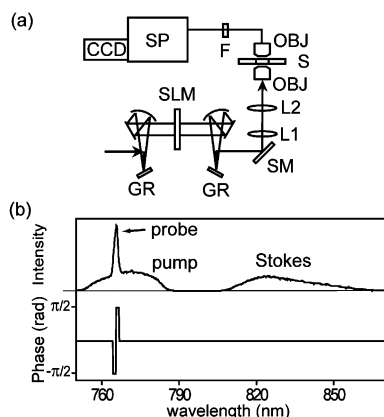 (a)
CCD
SP
F
OBJ
S
OBJ
SLM
L2
L1
SM
GR
GR
(b)
Intensity
probe
pump
Stokes
Phase (rad)
π/2
-π/2
760
790
820
850
wavelength (nm)